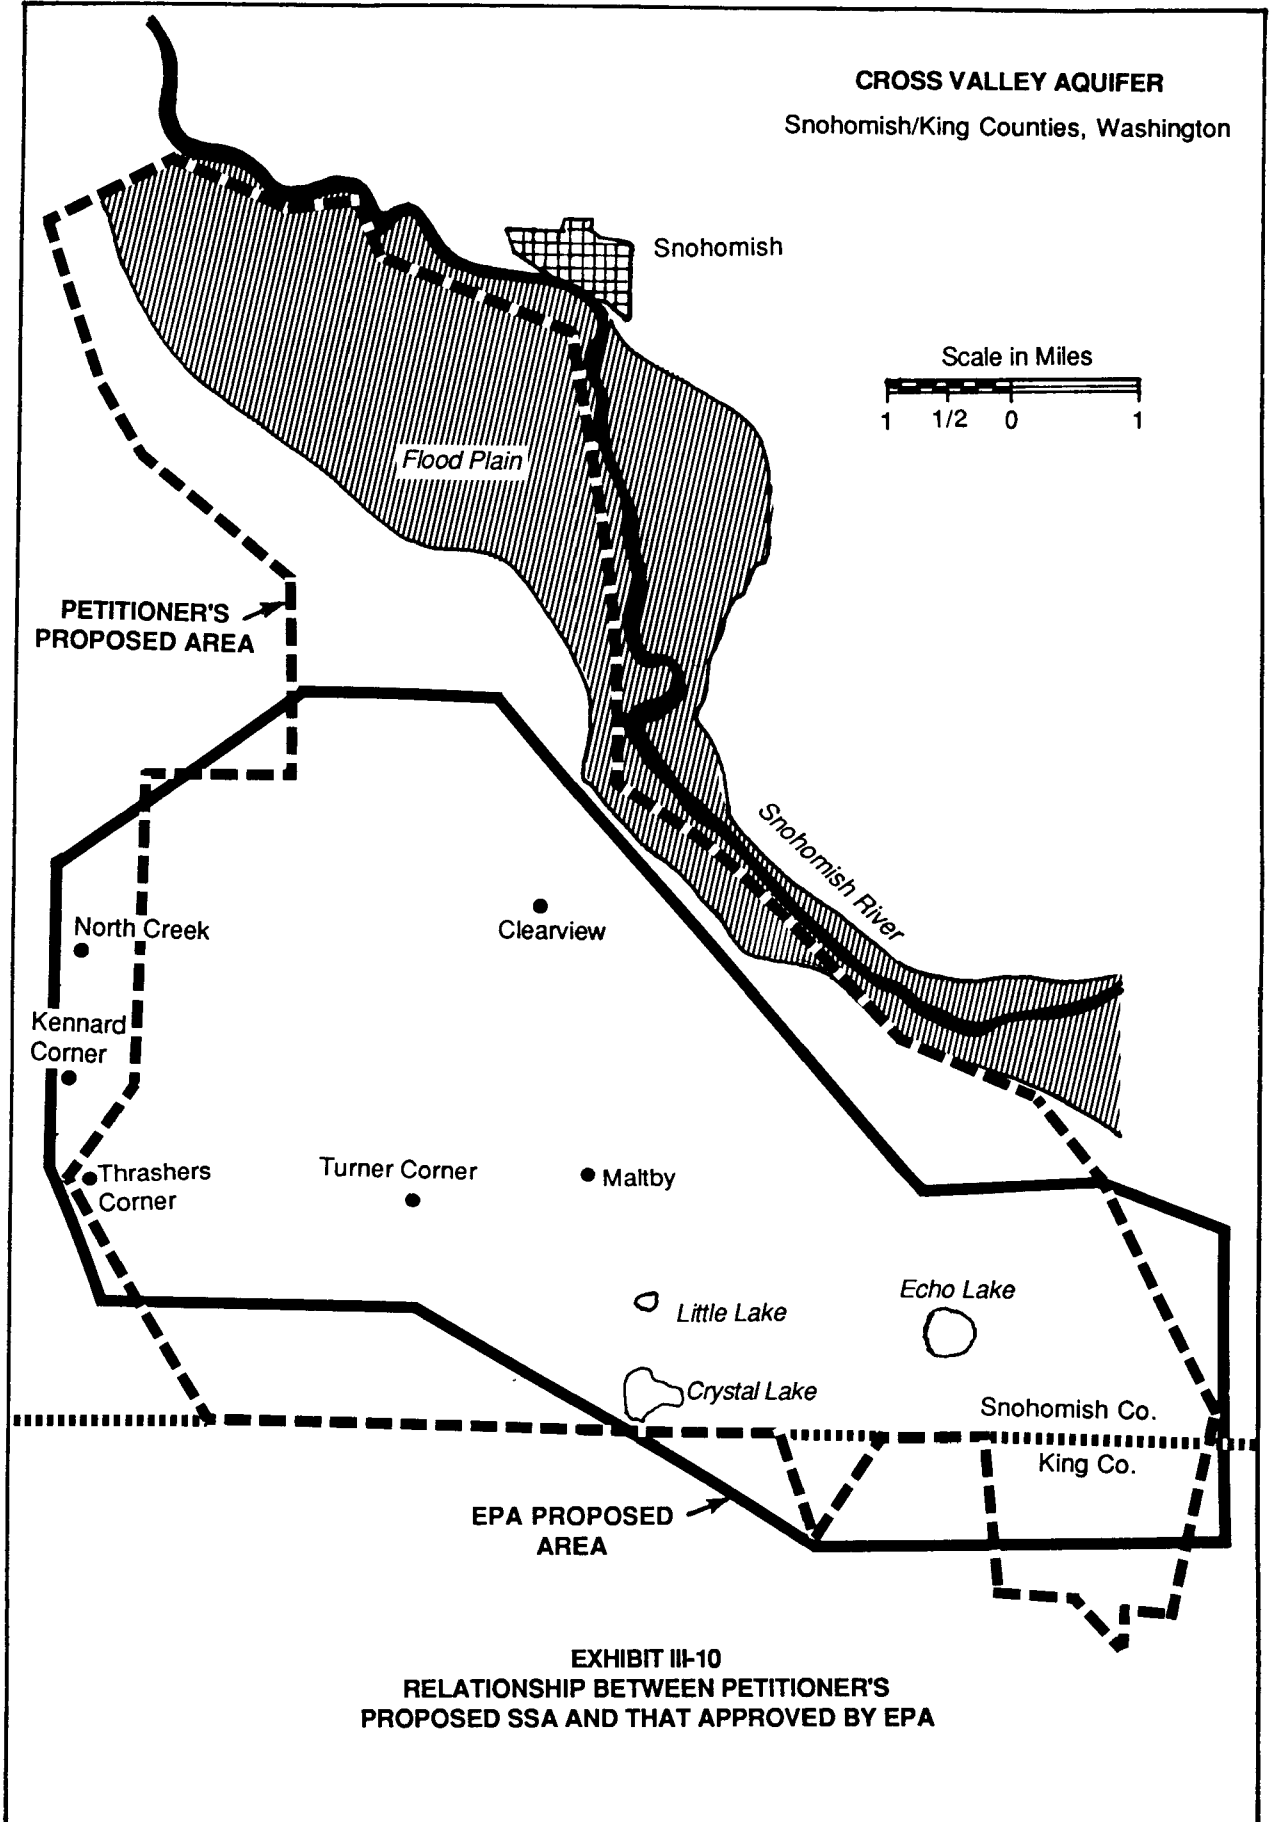 CROSS VALLEY AQUIFER
Snohomish/King Counties, Washington
Snohomish
Scale in Miles
1 1/2 0 1
Flood Plain
PETITIONER'S
PROPOSED AREA
Snohomish River
North Creek
Clearview
Kennard
Corner
Thrashers
Corner
Turner Corner
Maltby
Echo Lake
Little Lake
Crystal Lake
Snohomish Co.
King Co.
EPA PROPOSED
AREA
EXHIBIT III-10
RELATIONSHIP BETWEEN PETITIONER'S
PROPOSED SSA AND THAT APPROVED BY EPA